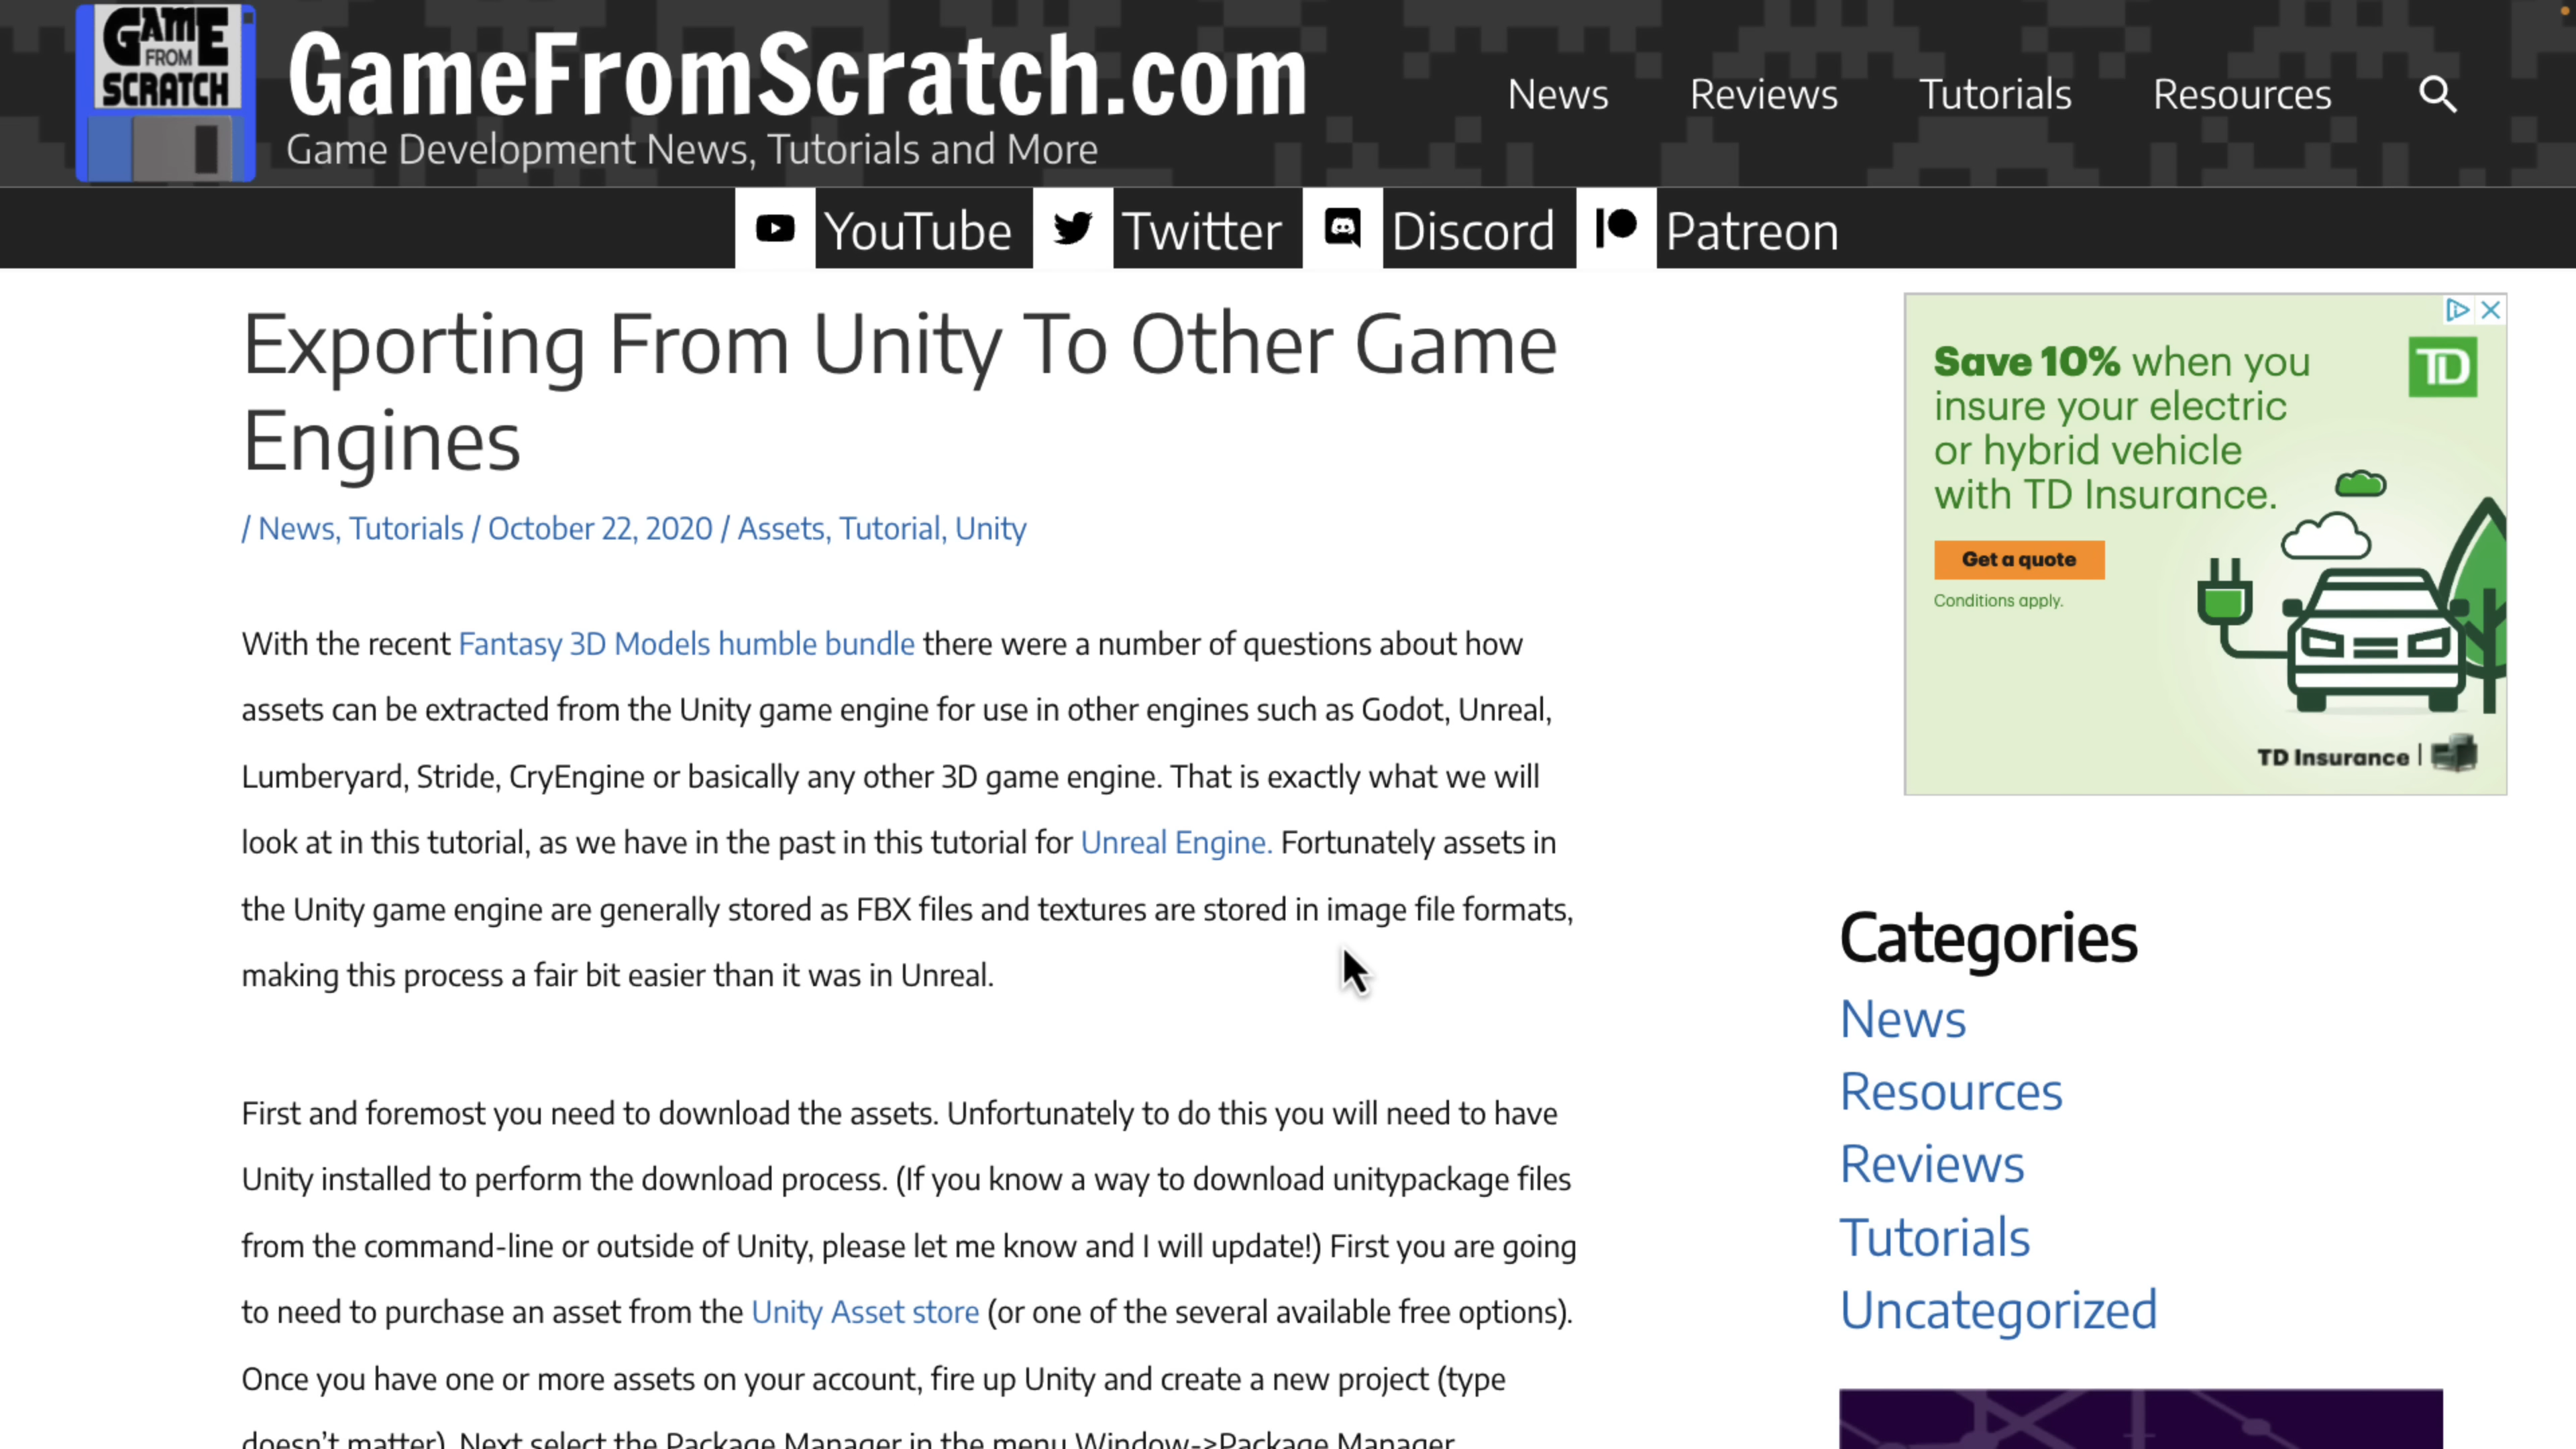 GAME
FROM
SCRATCH
GameFromScratch.com
Game Development News, Tutorials and More
News
Reviews
Tutorials
Resources
YouTube
Twitter
Discord
Patreon
Exporting From Unity To Other Game
Engines
/ News, Tutorials / October 22, 2020 / Assets, Tutorial, Unity
With the recent Fantasy 3D Models humble bundle there were a number of questions about how
assets can be extracted from the Unity game engine for use in other engines such as Godot, Unreal,
Lumberyard, Stride, CryEngine or basically any other 3D game engine. That is exactly what we will
look at in this tutorial, as we have in the past in this tutorial for Unreal Engine. Fortunately assets in
the Unity game engine are generally stored as FBX files and textures are stored in image file formats,
making this process a fair bit easier than it was in Unreal.
First and foremost you need to download the assets. Unfortunately to do this you will need to have
Unity installed to perform the download process. (If you know a way to download unitypackage files
from the command-line or outside of Unity, please let me know and I will update!) First you are going
to need to purchase an asset from the Unity Asset store (or one of the several available free options).
Once you have one or more assets on your account, fire up Unity and create a new project (type
doesn't matter). Next select the Package Manager in the menu Window->Package Manager
Save 10% when you
insure your electric
or hybrid vehicle
with TD Insurance.
TD
Get a quote
Conditions apply.
TD Insurance
Categories
News
Resources
Reviews
Tutorials
Uncategorized